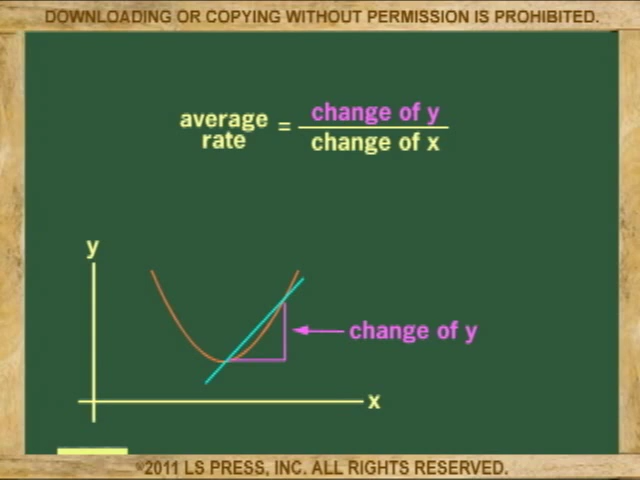 DOWNLOADING OR COPYING WITHOUT PERMISSION IS PROHIBITED.
average rate = change of y / change of x
y
change of y
x
©2011 LS PRESS, INC. ALL RIGHTS RESERVED.